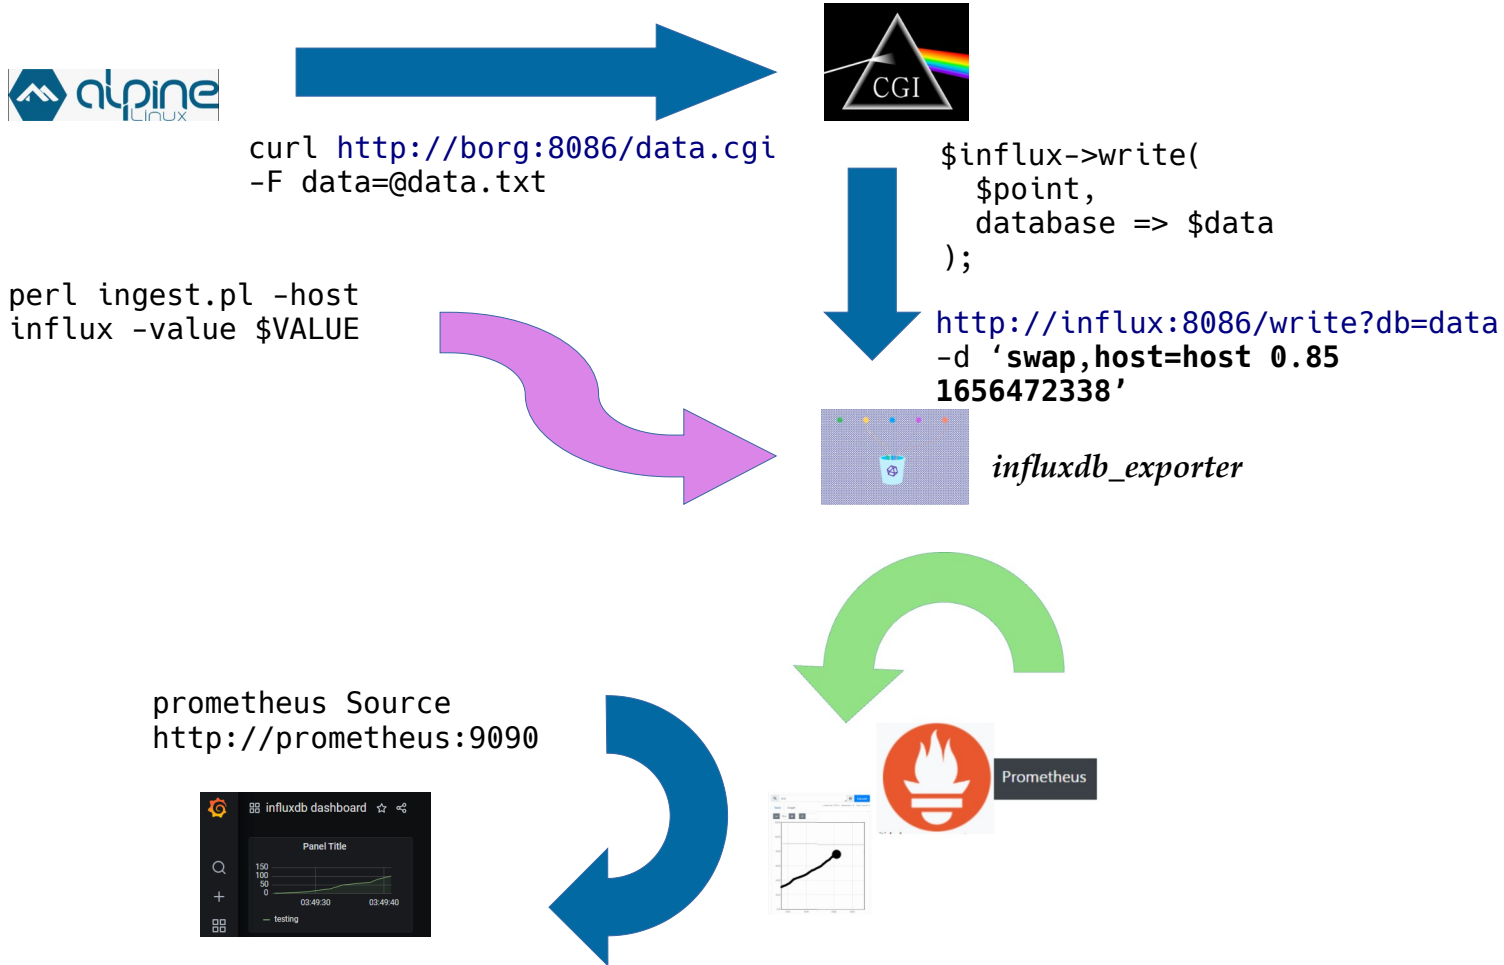 alpine
Linux
CGI
curl http://borg:8086/data.cgi
-F data=@data.txt
$influx->write(
$point,
database => $data
);
perl ingest.pl -host
influx -value $VALUE
http://influx:8086/write?db=data
-d ‘swap,host=host 0.85
1656472338’
influxdb_exporter
prometheus Source
http://prometheus:9090
Prometheus
influxdb dashboard
Panel Title
150
100
50
0
03:49:30 03:49:40
testing